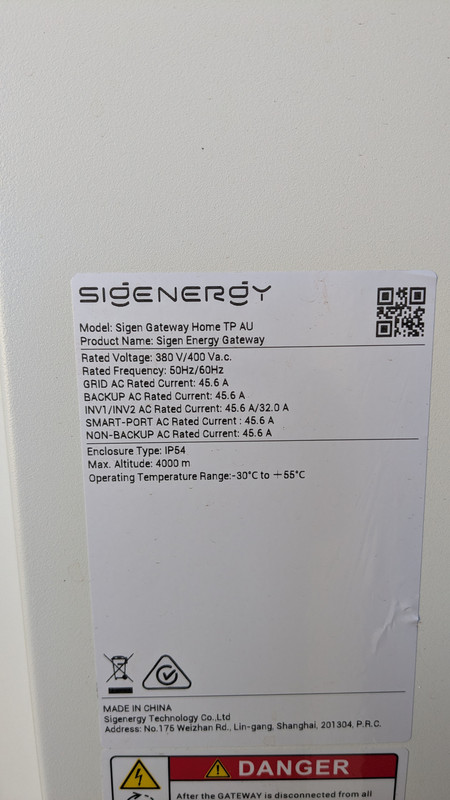 SIGENERGY
Model: Sigen Gateway Home TP AU
Product Name: Sigen Energy Gateway
Rated Voltage: 380 V/400 Va.c.
Rated Frequency: 50Hz/60Hz
GRID AC Rated Current: 45.6 A
BACKUP AC Rated Current: 45.6 A
INV1/INV2 AC Rated Current: 45.6 A/32.0 A
SMART-PORT AC Rated Current : 45.6 A
NON-BACKUP AC Rated Current: 45.6 A
Enclosure Type: IP54
Max. Altitude: 4000 m
Operating Temperature Range:-30°C to +55°C
MADE IN CHINA
Sigenergy Technology Co.,Ltd
Address: No.175 Weizhan Rd., Lin-gang, Shanghai, 201304, P.R.C.
DANGER
After the GATEWAY is disconnected from all